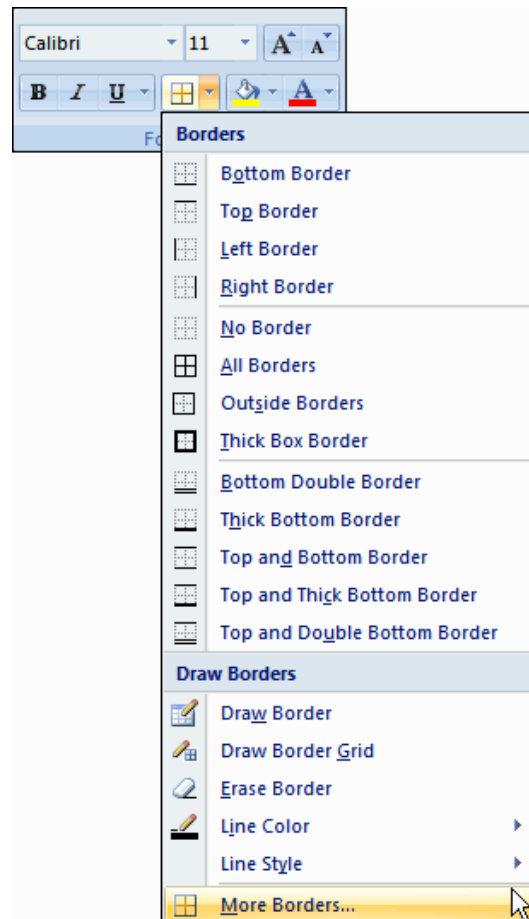 Calibri 11 A A
B I U A
Fo
Borders
Bottom Border
Top Border
Left Border
Right Border
No Border
All Borders
Outside Borders
Thick Box Border
Bottom Double Border
Thick Bottom Border
Top and Bottom Border
Top and Thick Bottom Border
Top and Double Bottom Border
Draw Borders
Draw Border
Draw Border Grid
Erase Border
Line Color
Line Style
More Borders...